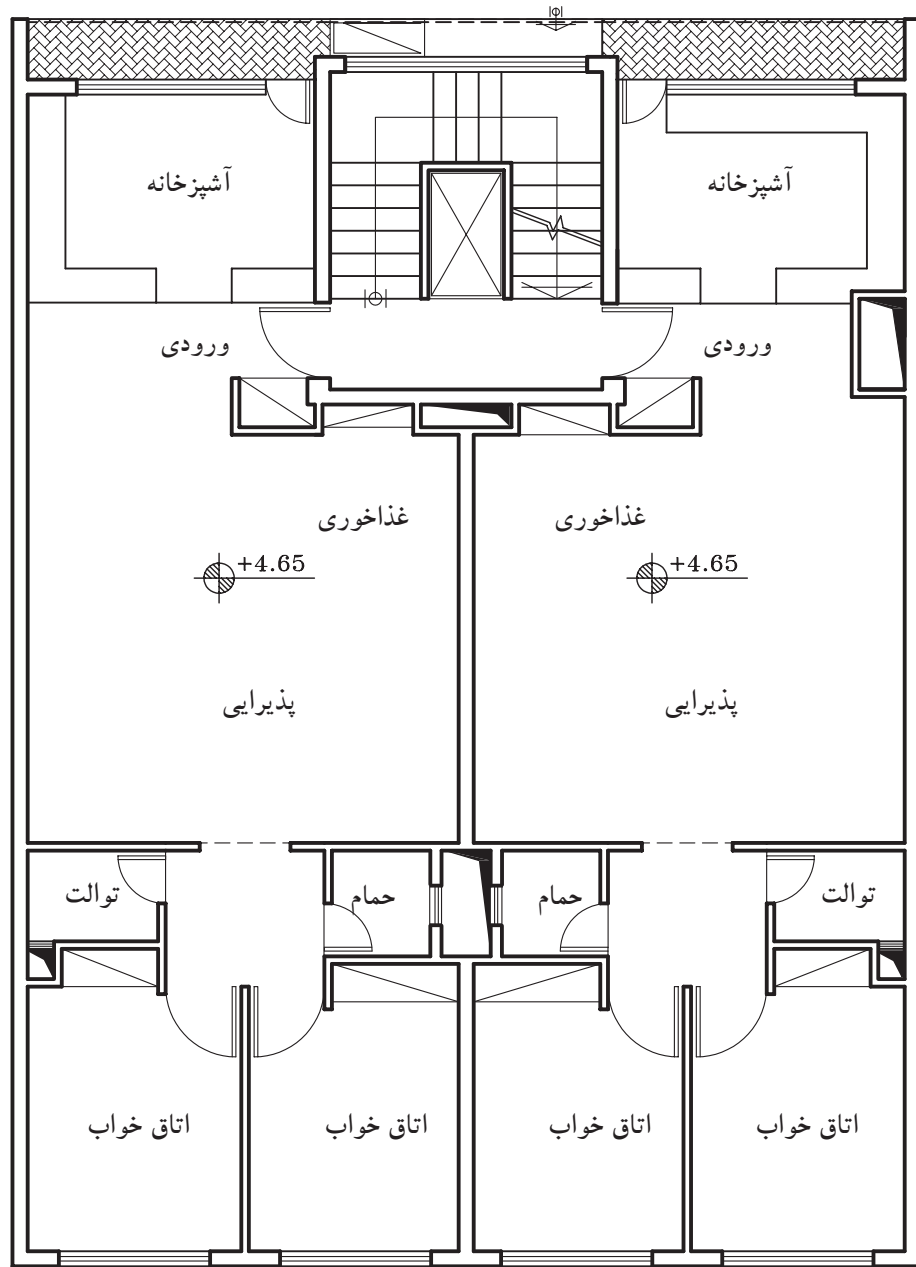 آشپزخانه
آشپزخانه
ورودی
ورودی
غذاخوری
غذاخوری
+4.65
+4.65
پذیرایی
پذیرایی
توالت
حمام
حمام
توالت
اتاق خواب
اتاق خواب
اتاق خواب
اتاق خواب